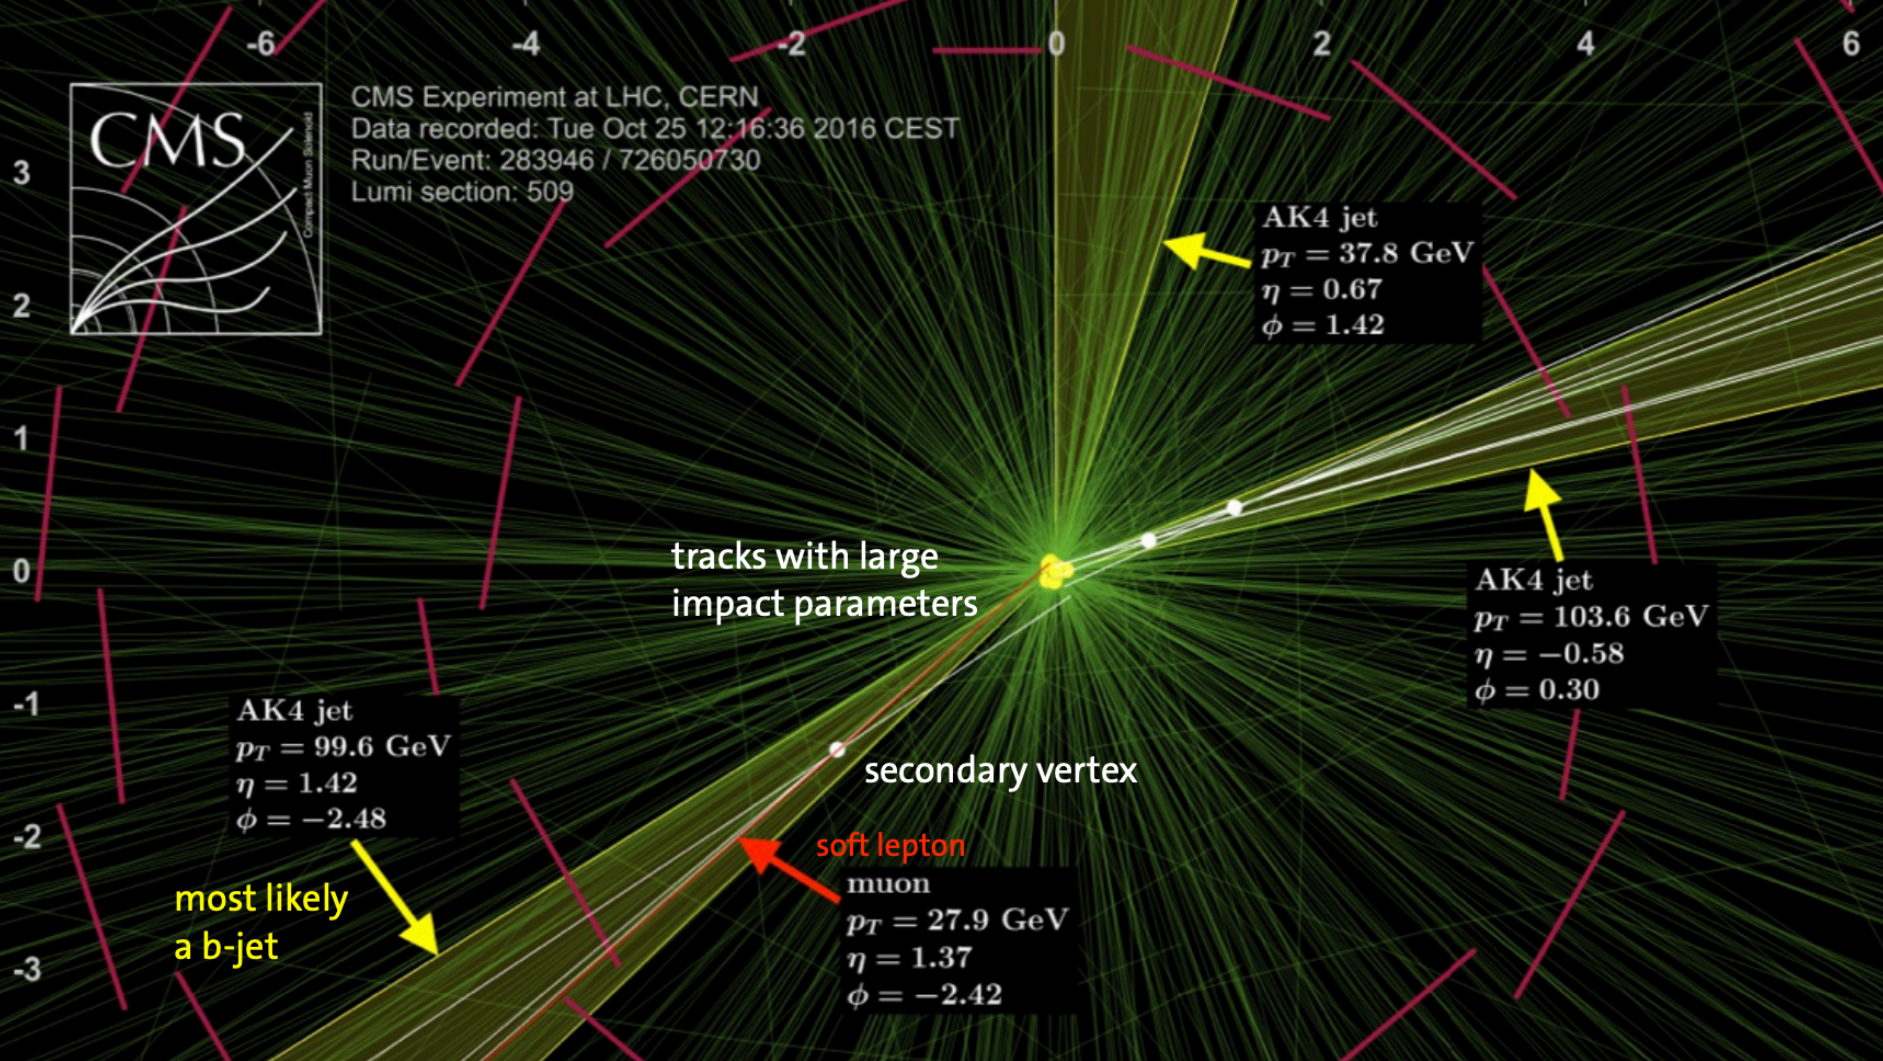 -6 -4 -2 0 2 4 6
CMS
Compact Muon Solenoid
CMS Experiment at LHC, CERN
Data recorded: Tue Oct 25 12:16:36 2016 CEST
Run/Event: 283946 / 726050730
Lumi section: 509
3
2
1
0
-1
-2
-3
AK4 jet
pT = 37.8 GeV
η = 0.67
ϕ = 1.42
tracks with large
impact parameters
AK4 jet
pT = 103.6 GeV
η = −0.58
ϕ = 0.30
AK4 jet
pT = 99.6 GeV
η = 1.42
ϕ = −2.48
secondary vertex
most likely
a b-jet
soft lepton
muon
pT = 27.9 GeV
η = 1.37
ϕ = −2.42